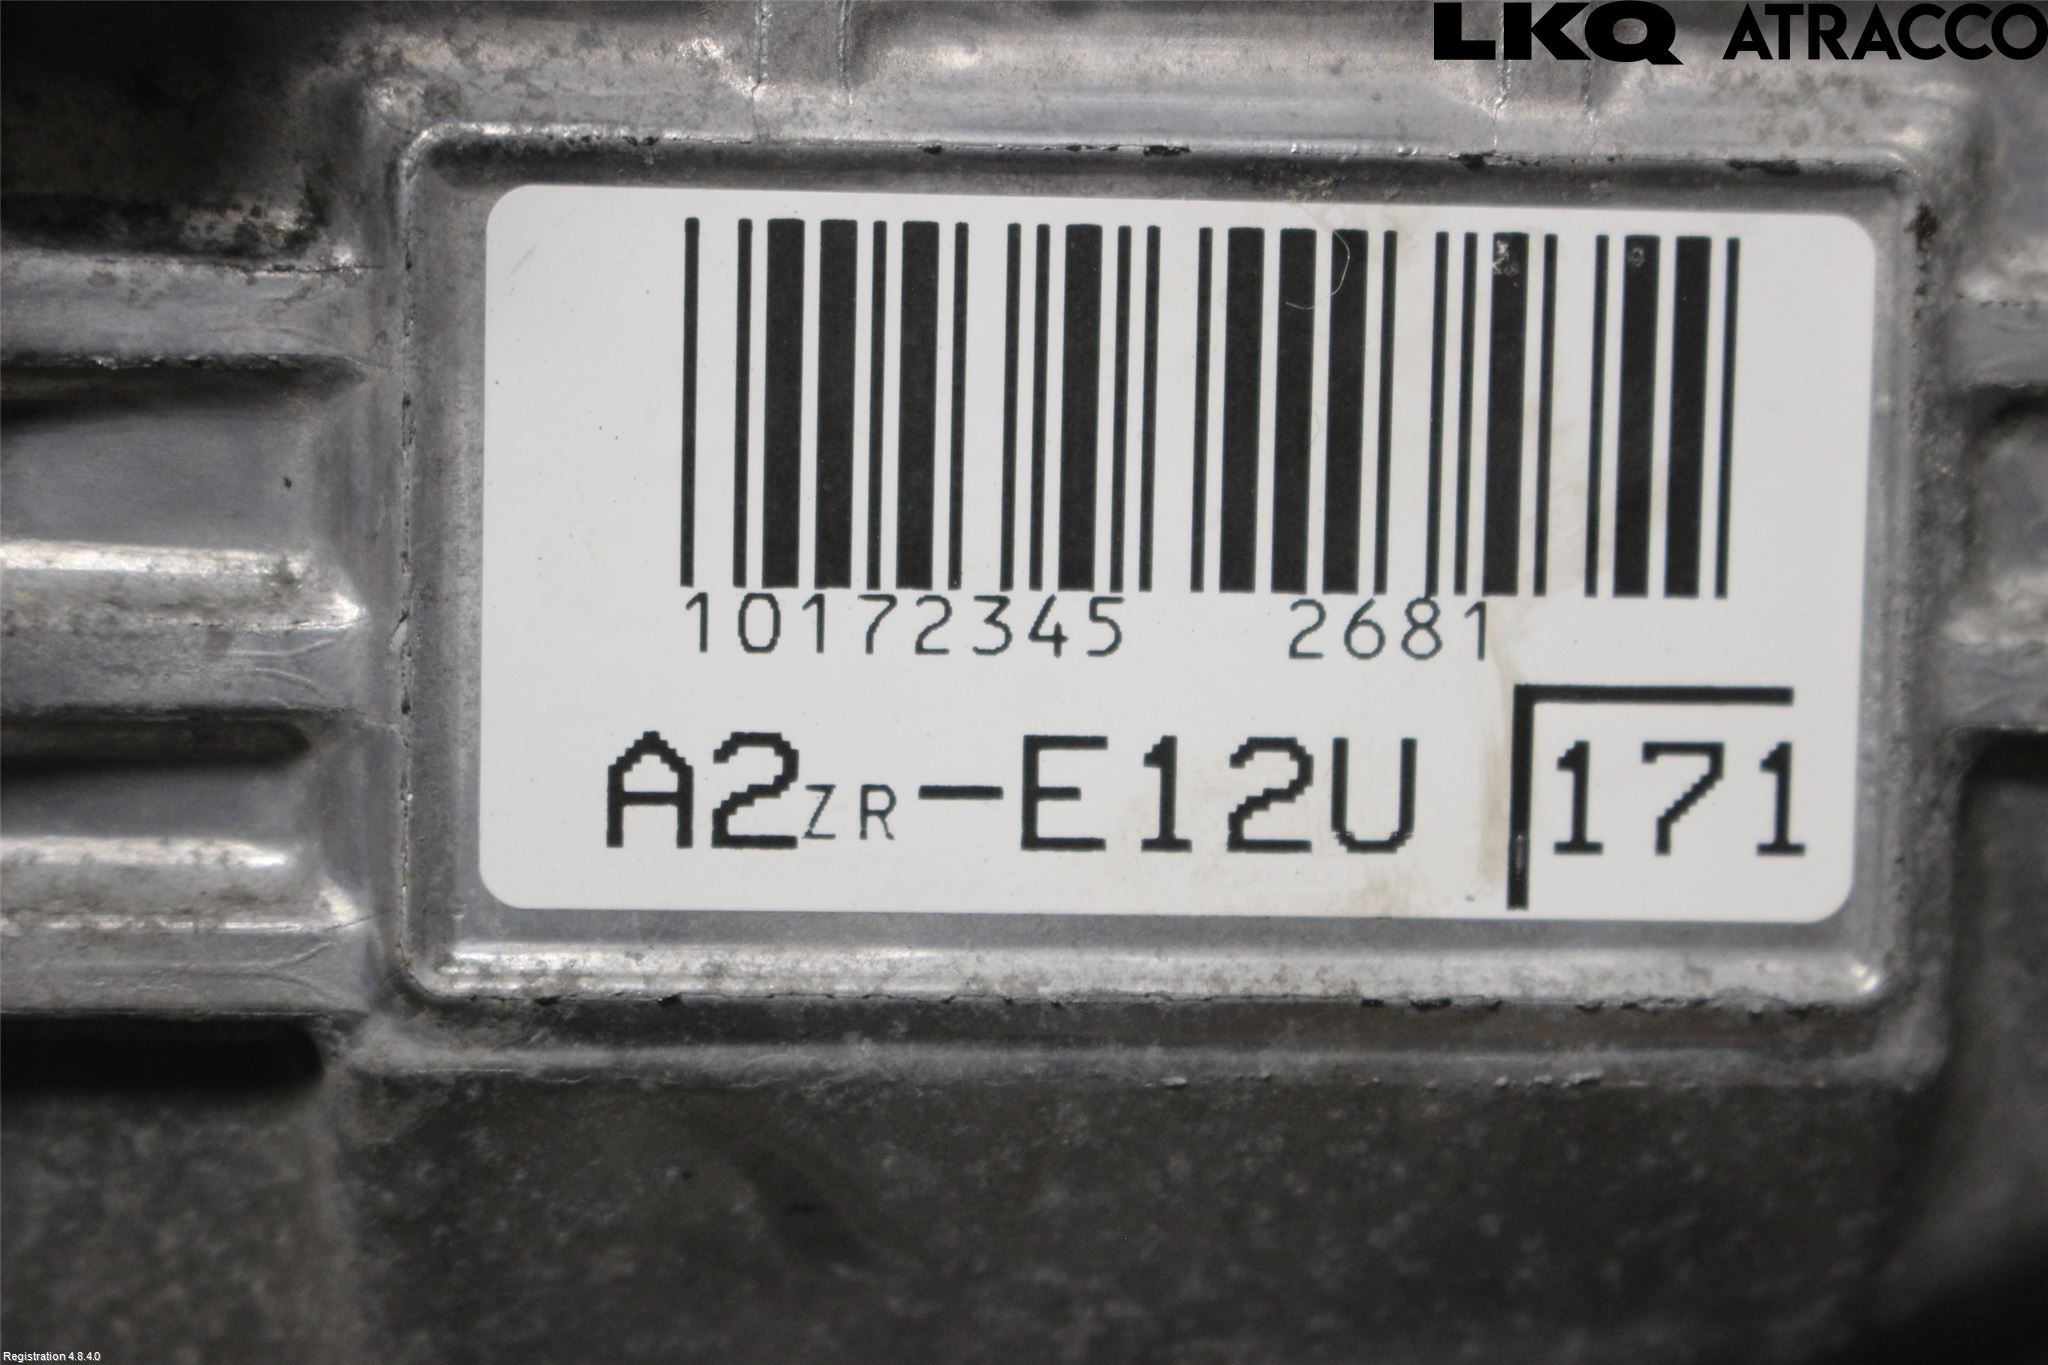 LKQ ATRACCO
10172345 2681
A2ZR-E12U 171
Registration 4.8.4.0